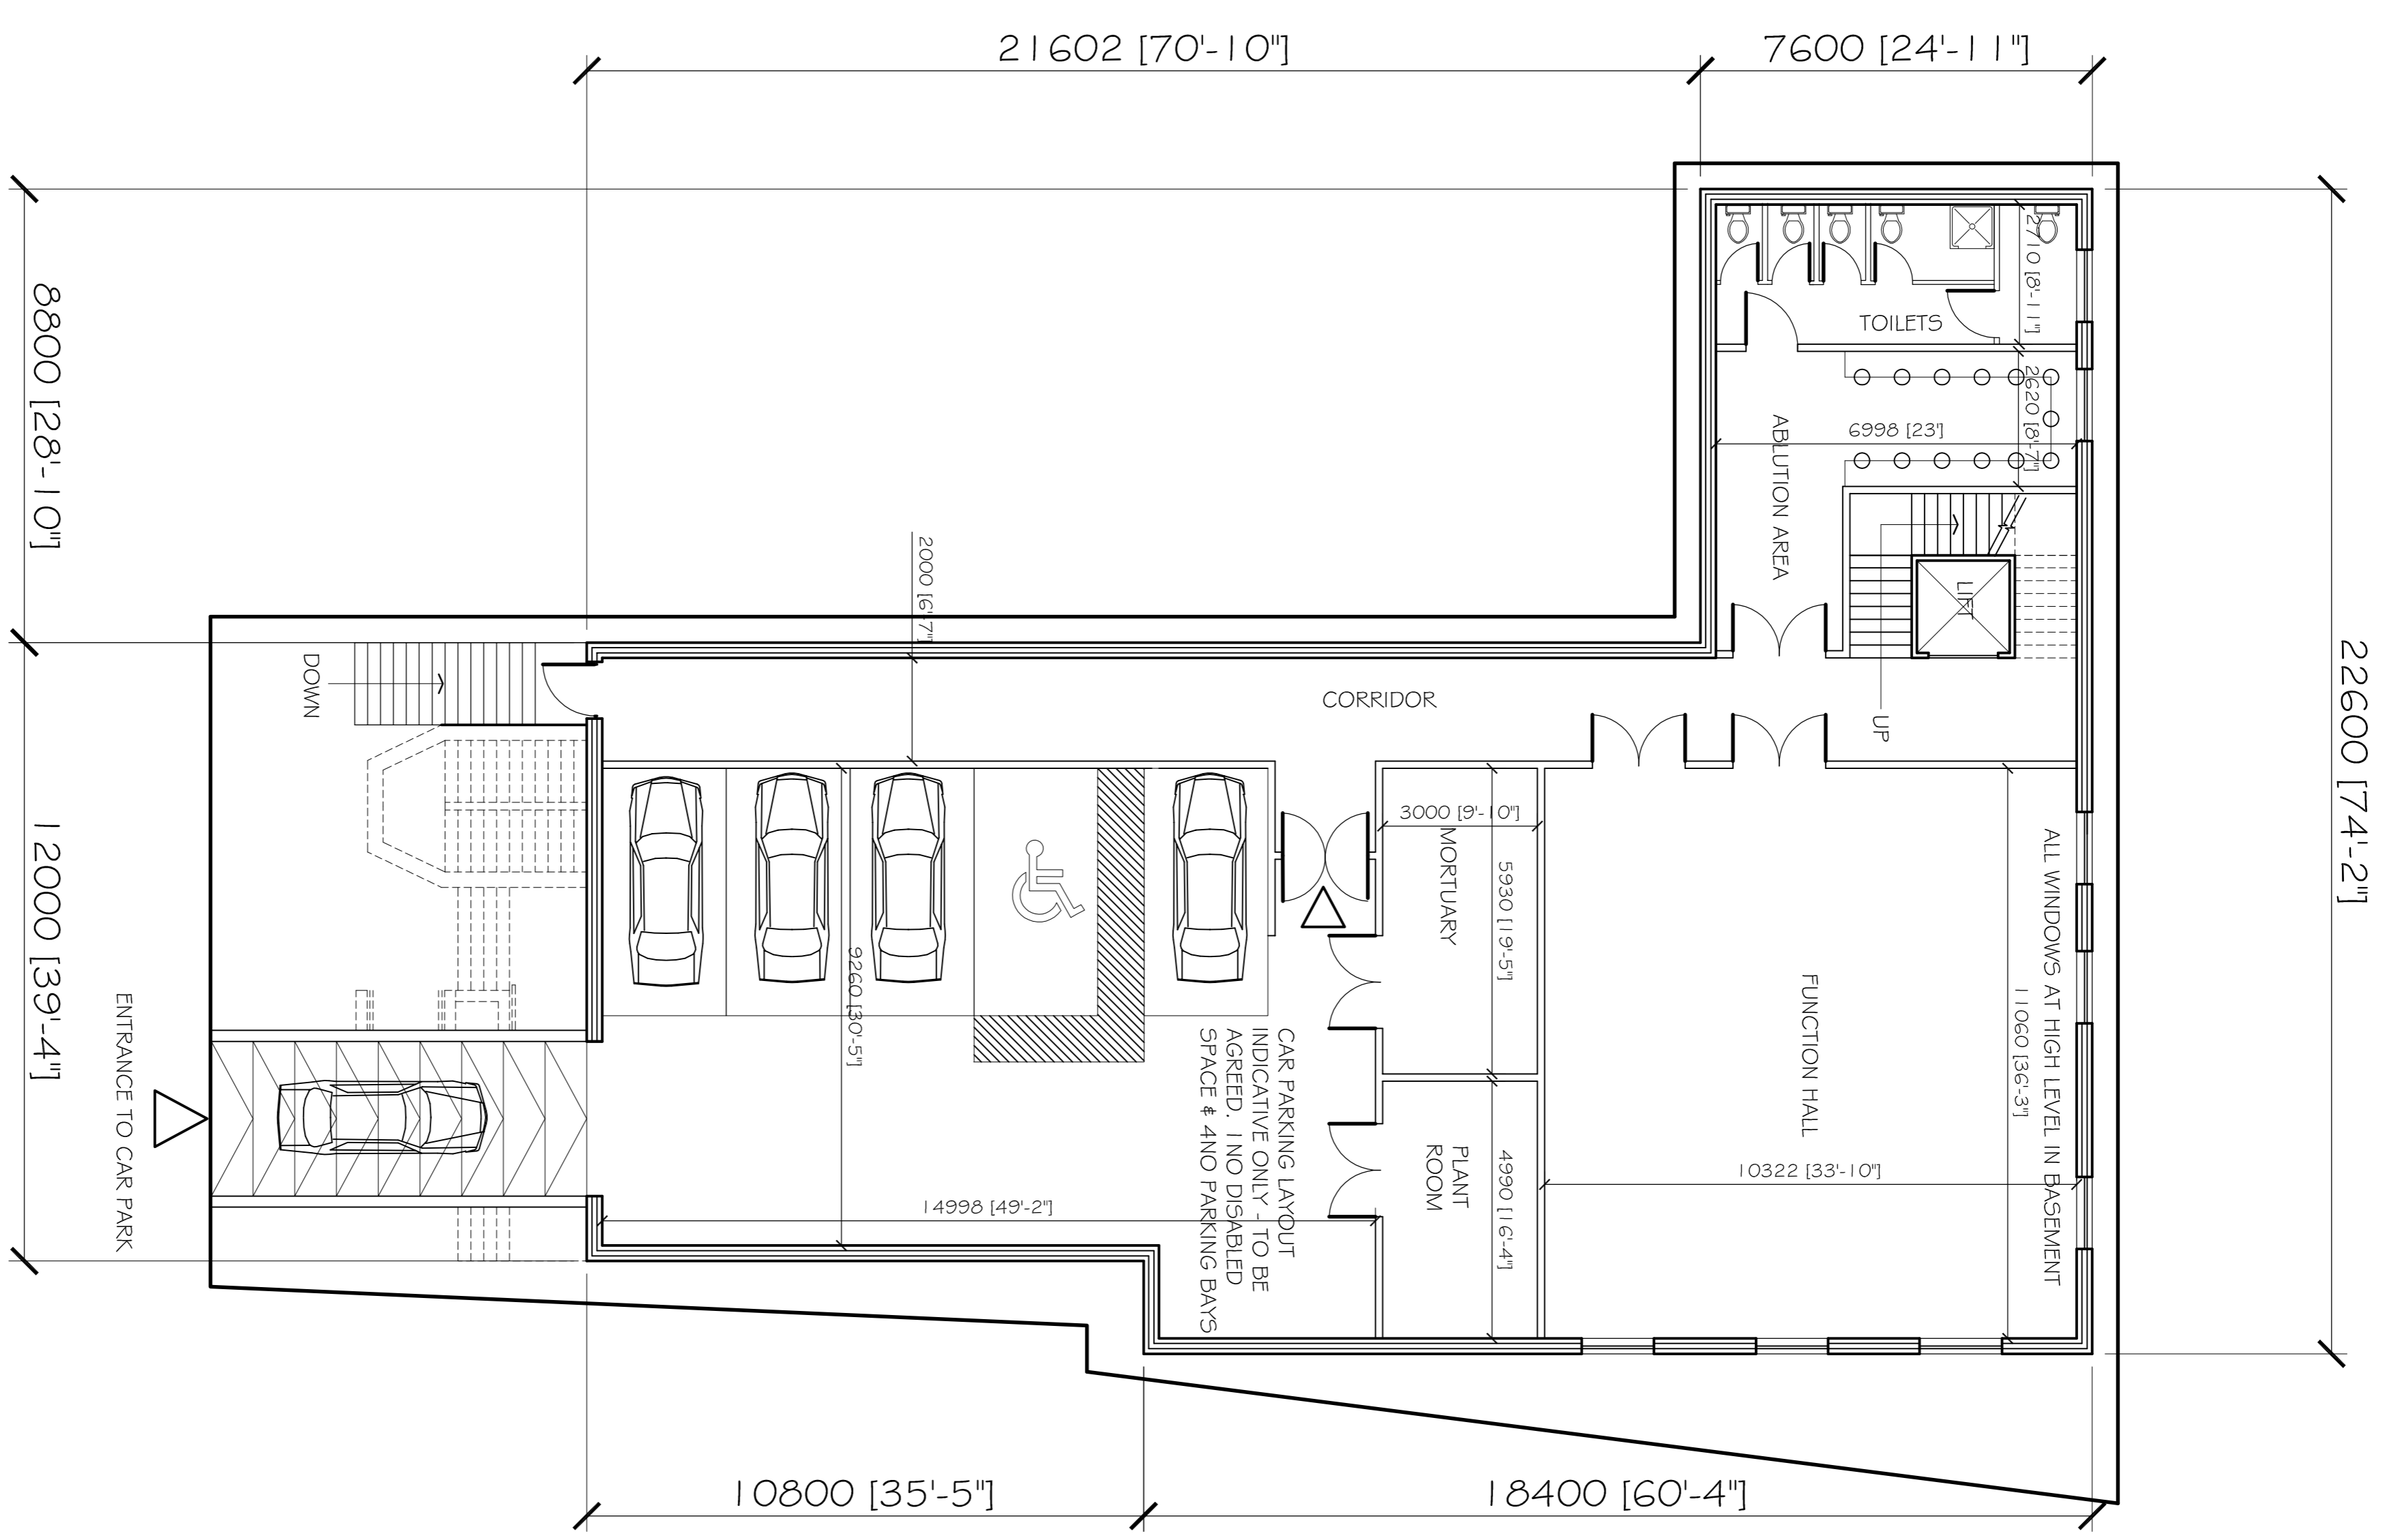 21602 [70'-10"]
7600 [24'-11"]
8800 [28'-10"]
12000 [39'-4"]
22600 [74'-2"]
2710 [8'-11"]
TOILETS
2620 [8'-7"]
6998 [23']
ABLUTION AREA
LIFT
UP
2000 [6'-7"]
DOWN
CORRIDOR
3000 [9'-10"]
MORTUARY
5930 [19'-5"]
9260 [30'-5"]
FUNCTION HALL
11060 [36'-3"]
ALL WINDOWS AT HIGH LEVEL IN BASEMENT
ENTRANCE TO CAR PARK
CAR PARKING LAYOUT
INDICATIVE ONLY - TO BE
AGREED. 1NO DISABLED
SPACE & 4NO PARKING BAYS
PLANT
ROOM
4990 [16'-4"]
10322 [33'-10"]
14998 [49'-2"]
10800 [35'-5"]
18400 [60'-4"]